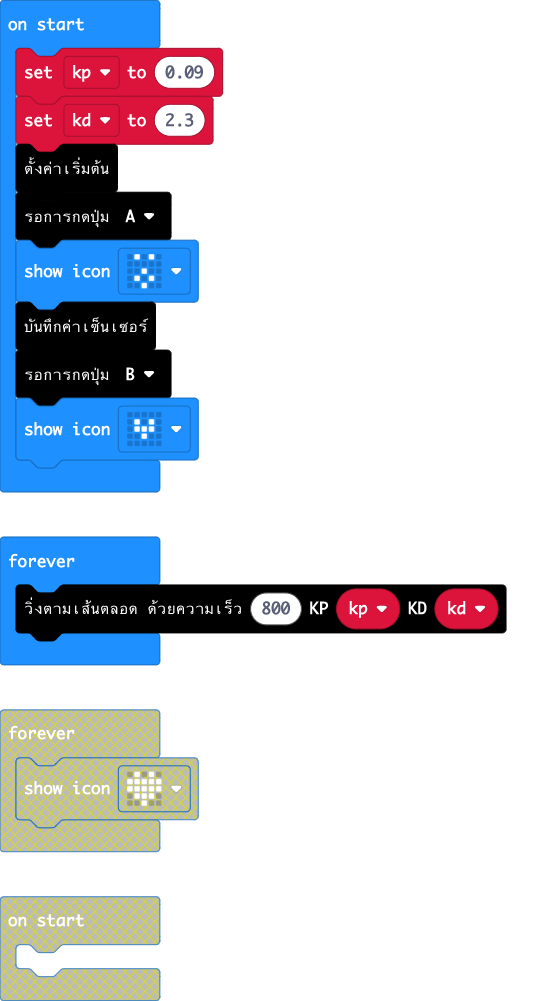 on start
set kp to 0.09
set kd to 2.3
ตั้งค่าเริ่มต้น
รอการกดปุ่ม A
show icon
บันทึกค่าเซ็นเซอร์
รอการกดปุ่ม B
show icon
forever
วิ่งตามเส้นตลอด ด้วยความเร็ว 800 KP kp KD kd
forever
show icon
on start